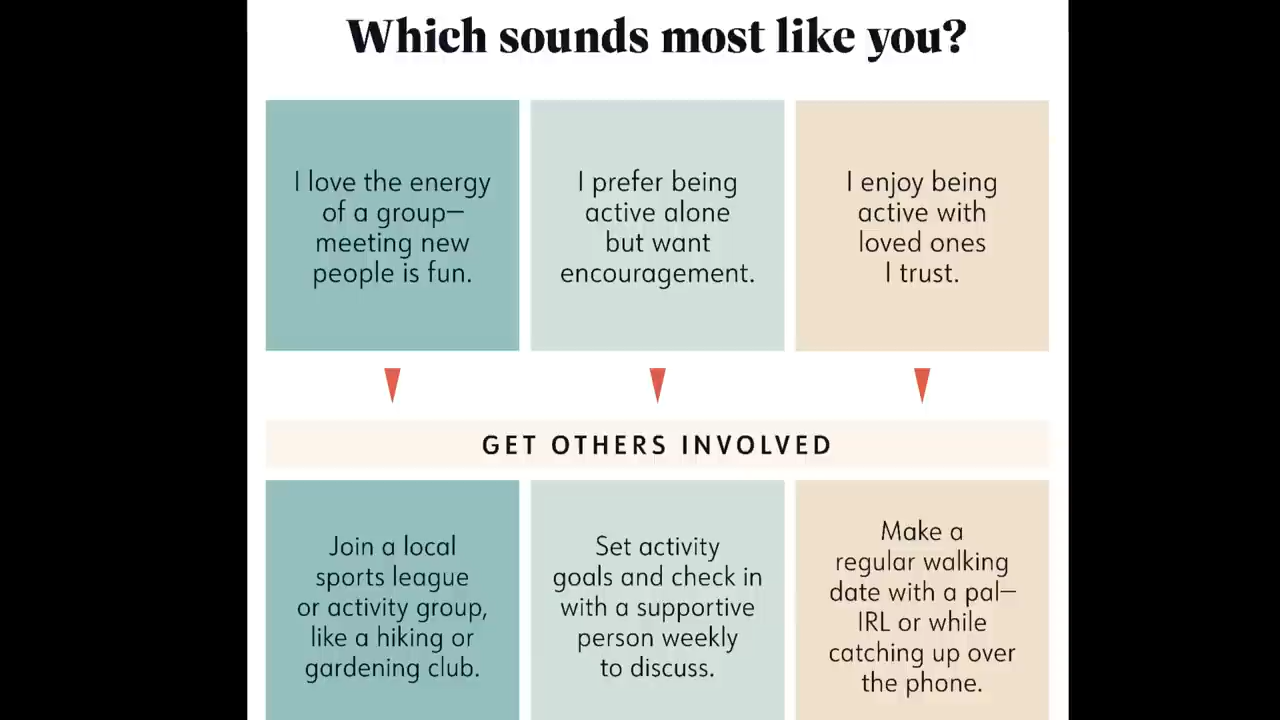 Which sounds most like you?
I love the energy
of a group—
meeting new
people is fun.
I prefer being
active alone
but want
encouragement.
I enjoy being
active with
loved ones
I trust.
GET OTHERS INVOLVED
Join a local
sports league
or activity group,
like a hiking or
gardening club.
Set activity
goals and check in
with a supportive
person weekly
to discuss.
Make a
regular walking
date with a pal—
IRL or while
catching up over
the phone.